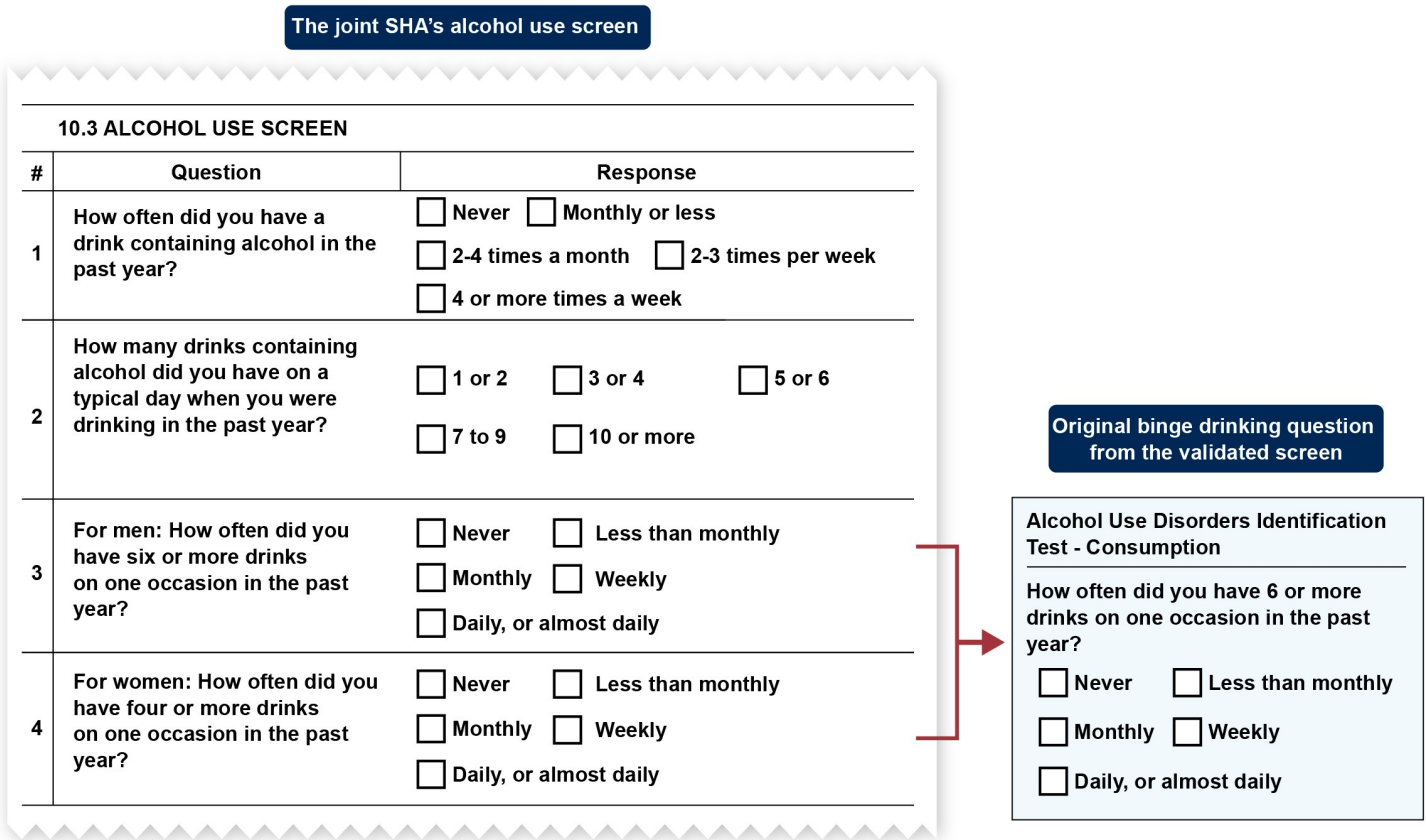 The joint SHA's alcohol use screen
10.3 ALCOHOL USE SCREEN
# Question Response
1
How often did you have a
drink containing alcohol in the
past year?
Never Monthly or less
2-4 times a month 2-3 times per week
4 or more times a week
2
How many drinks containing
alcohol did you have on a
typical day when you were
drinking in the past year?
1 or 2 3 or 4 5 or 6
7 to 9 10 or more
3
For men: How often did you
have six or more drinks
on one occasion in the past
year?
Never Less than monthly
Monthly Weekly
Daily, or almost daily
4
For women: How often did you
have four or more drinks
on one occasion in the past
year?
Never Less than monthly
Monthly Weekly
Daily, or almost daily
Original binge drinking question
from the validated screen
Alcohol Use Disorders Identification
Test - Consumption
How often did you have 6 or more
drinks on one occasion in the past
year?
Never Less than monthly
Monthly Weekly
Daily, or almost daily